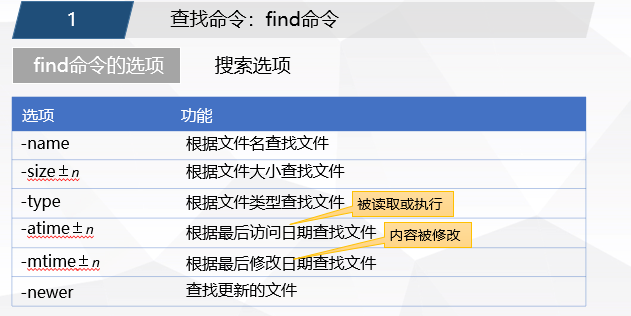 1 查找命令：find命令
find命令的选项 搜索选项
选项 功能
-name 根据文件名查找文件
-size±n 根据文件大小查找文件
-type 根据文件类型查找文件
被读取或执行
-atime±n 根据最后访问日期查找文件
内容被修改
-mtime±n 根据最后修改日期查找文件
-newer 查找更新的文件